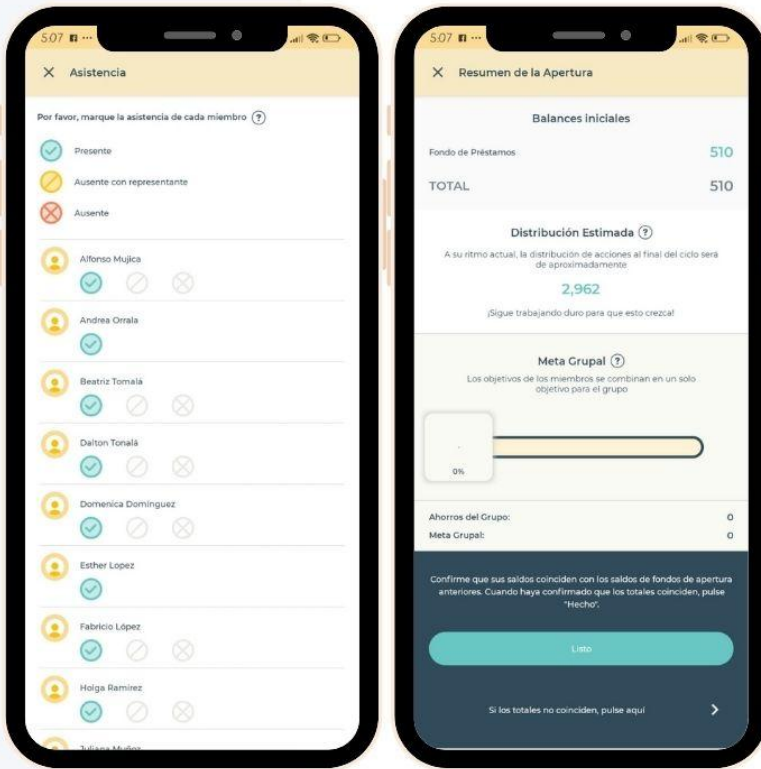 5:07
Asistencia
Por favor, marque la asistencia de cada miembro ?
Presente
Ausente con representante
Ausente
Alfonso Mujica
Andrea Orrala
Beatriz Tomalá
Dalton Tonalá
Domenica Domínguez
Esther Lopez
Fabricio López
Holga Ramírez
Juliana Muñoz
5:07
Resumen de la Apertura
Balances iniciales
Fondo de Préstamos 510
TOTAL 510
Distribución Estimada ?
A su ritmo actual, la distribución de acciones al final del ciclo será
de aproximadamente
2,962
¡Sigue trabajando duro para que esto crezca!
Meta Grupal ?
Los objetivos de los miembros se combinan en un solo
objetivo para el grupo
0%
Ahorros del Grupo: 0
Meta Grupal: 0
Confirme que sus saldos coinciden con los saldos de fondos de apertura
anteriores. Cuando haya confirmado que los totales coinciden, pulse
"Hecho".
Listo
Si los totales no coinciden, pulse aquí